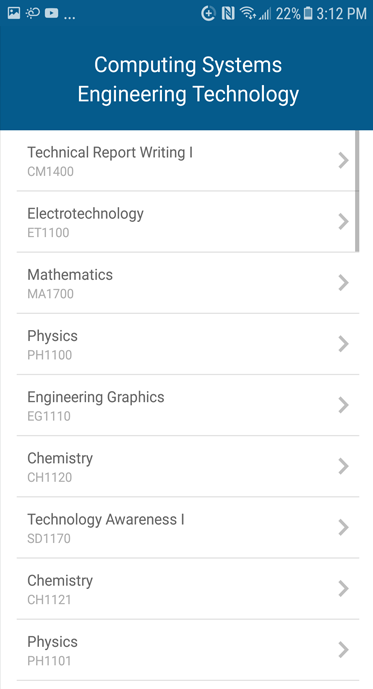 ... 22% 3:12 PM
Computing Systems
Engineering Technology
Technical Report Writing I
CM1400
Electrotechnology
ET1100
Mathematics
MA1700
Physics
PH1100
Engineering Graphics
EG1110
Chemistry
CH1120
Technology Awareness I
SD1170
Chemistry
CH1121
Physics
PH1101